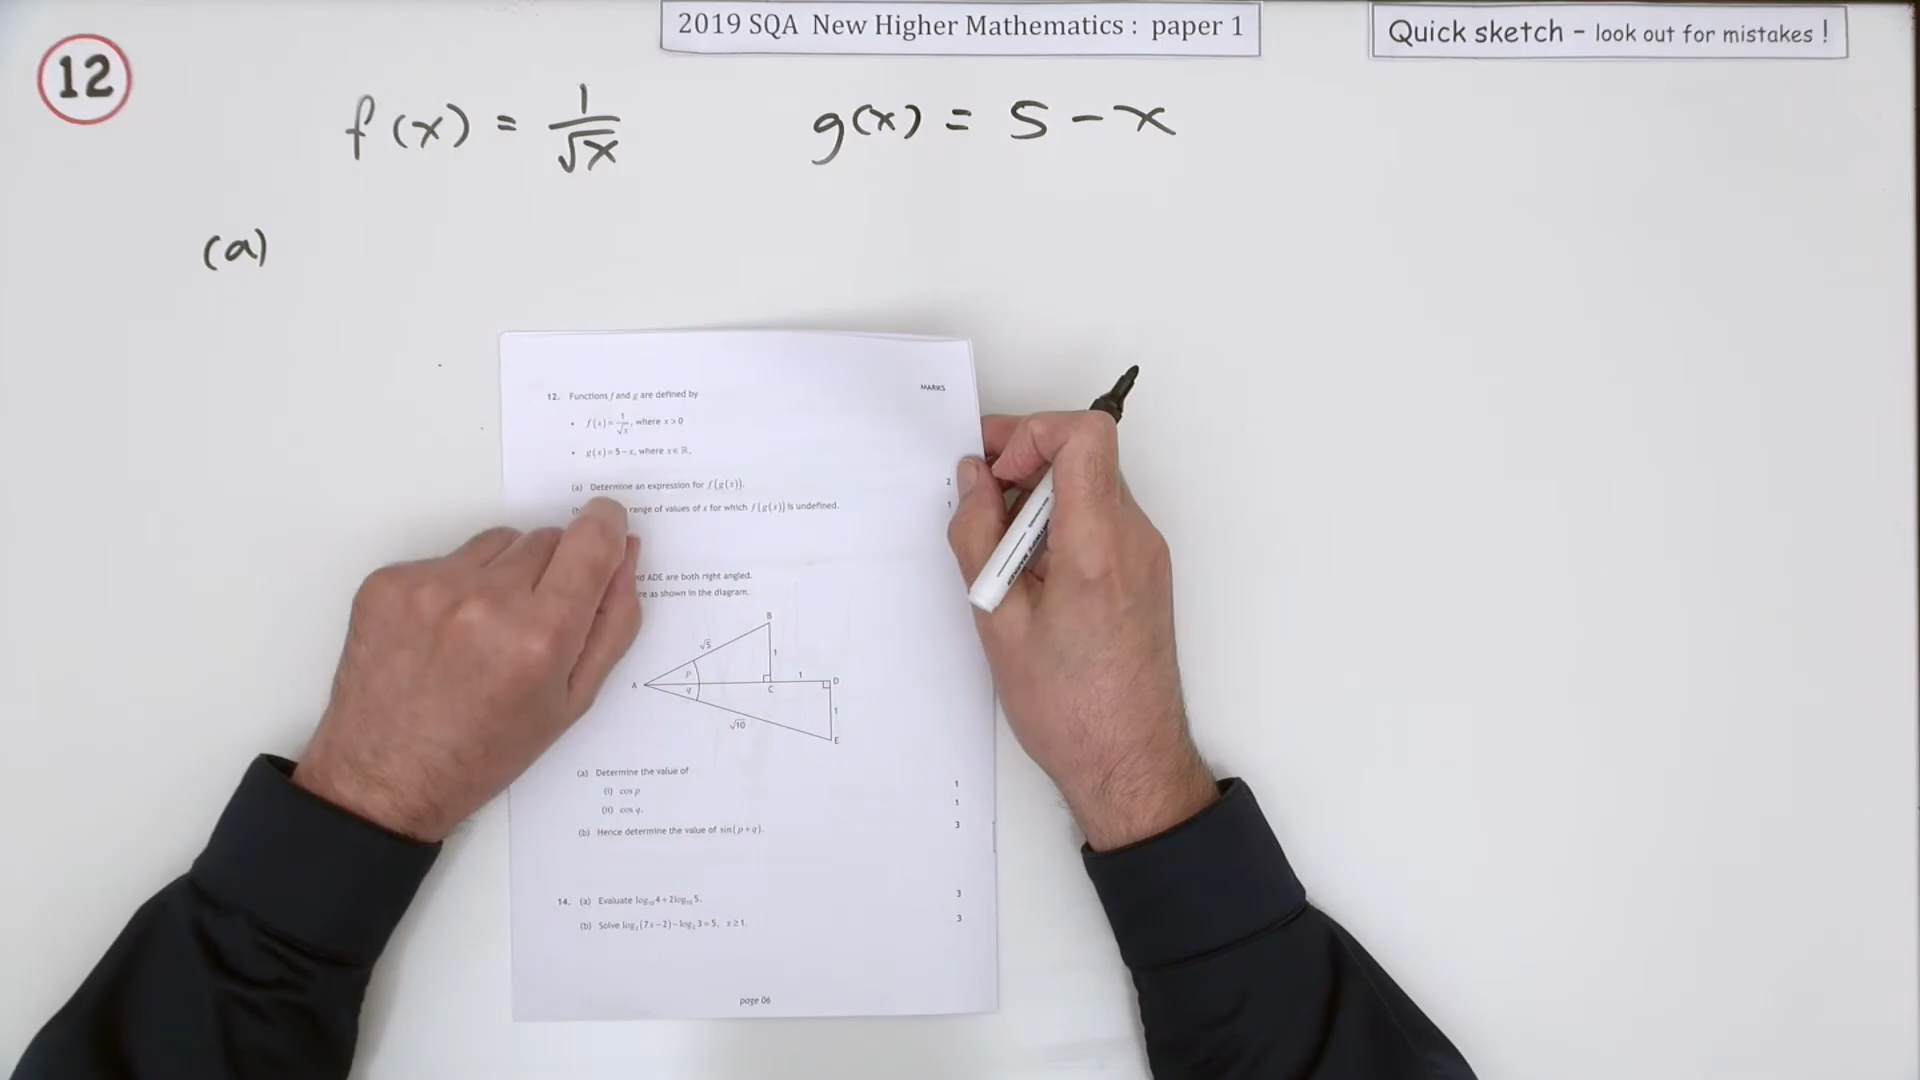 2019 SQA New Higher Mathematics : paper 1
Quick sketch – look out for mistakes !
12
f(x) = 1/√x
g(x) = 5 - x
(a)
MARKS
12. Functions f and g are defined by
• f(x) = 1/√x, where x > 0
• g(x) = 5 - x, where x ∈ ℝ.
(a) Determine an expression for f(g(x)). 2
range of values of x for which f(g(x)) is undefined. 1
ADE are both right angled.
as shown in the diagram.
B
√5
1
p
1
A
C
D
q
1
√10
E
(a) Determine the value of
(i) cos p 1
(ii) cos q. 1
(b) Hence determine the value of sin(p+q). 3
14. (a) Evaluate log₁₀ 4 + 2log₁₀ 5. 3
(b) Solve log₂(7x-2) - log₂ 3 = 5, x ≥ 1. 3
page 06